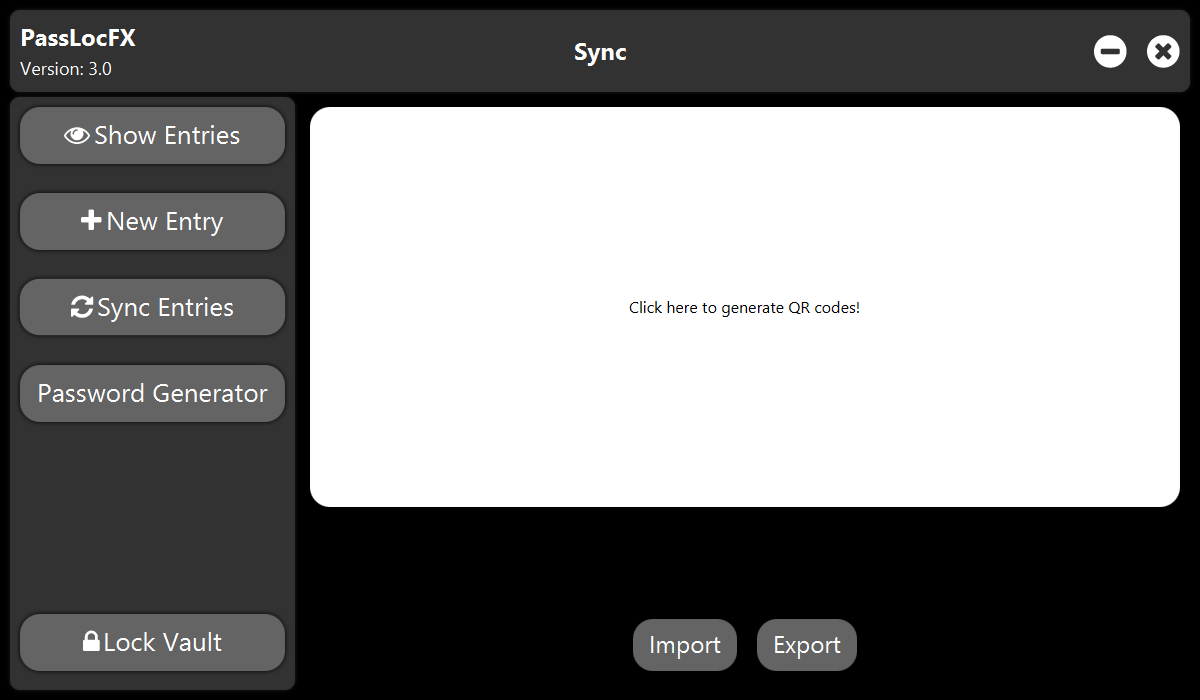 PassLocFX
Version: 3.0
Sync
Show Entries
New Entry
Sync Entries
Password Generator
Lock Vault
Click here to generate QR codes!
Import
Export